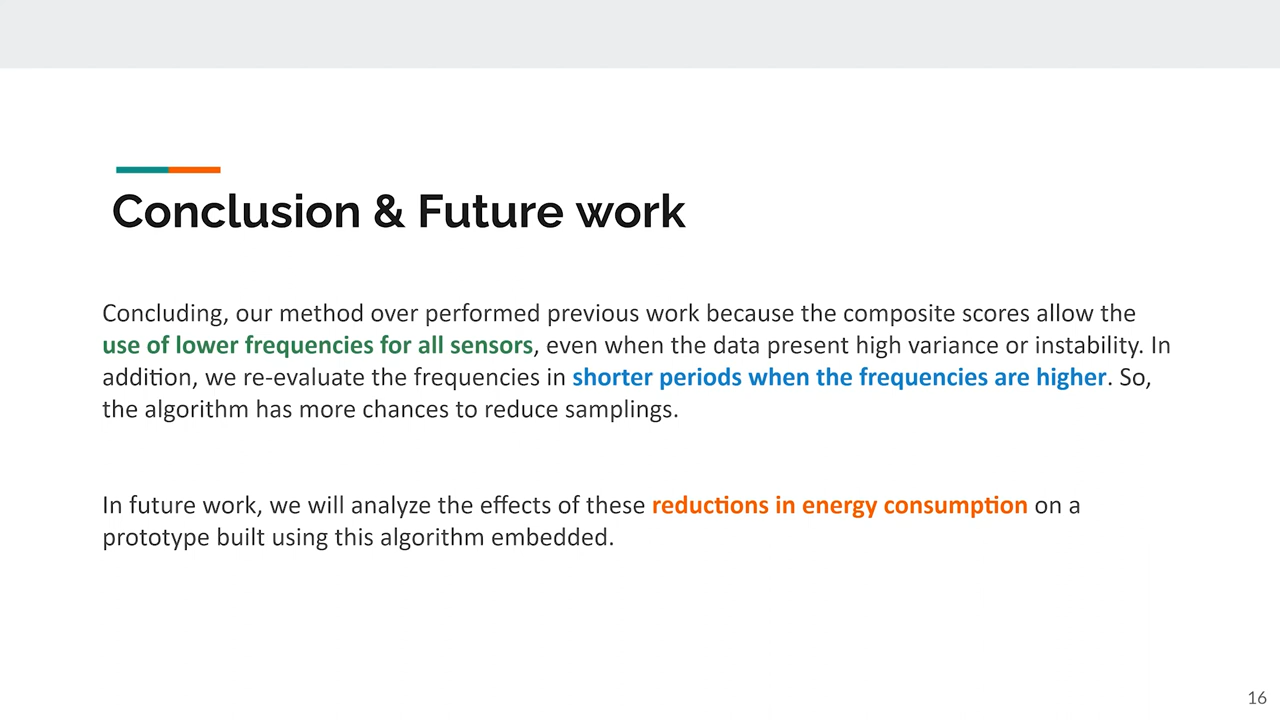 Conclusion & Future work
Concluding, our method over performed previous work because the composite scores allow the
use of lower frequencies for all sensors, even when the data present high variance or instability. In
addition, we re-evaluate the frequencies in shorter periods when the frequencies are higher. So,
the algorithm has more chances to reduce samplings.
In future work, we will analyze the effects of these reductions in energy consumption on a
prototype built using this algorithm embedded.
16